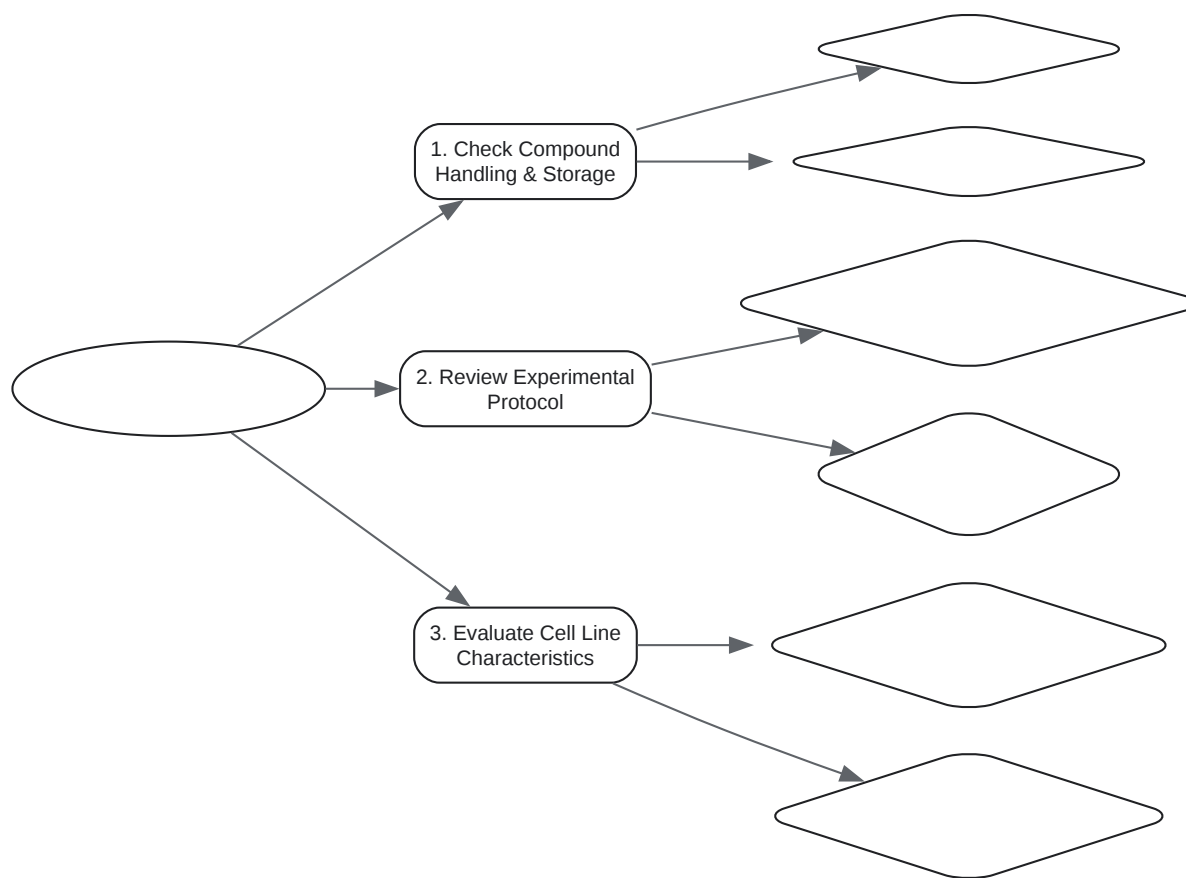 1. Check Compound
Handling & Storage
2. Review Experimental
Protocol
3. Evaluate Cell Line
Characteristics